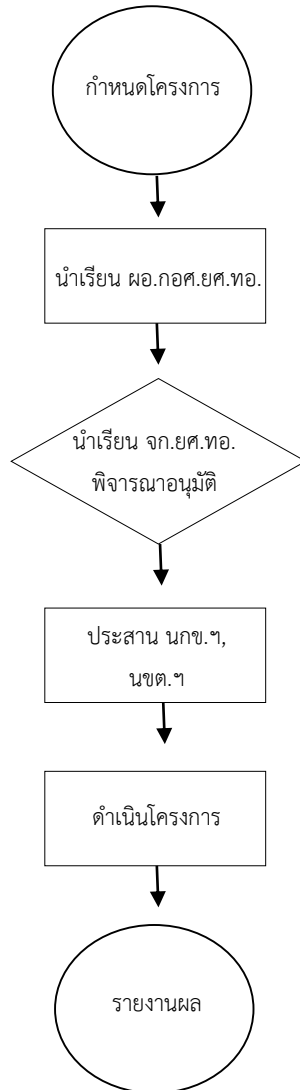 กำหนดโครงการ
นำเรียน ผอ.กอศ.ยศ.ทอ.
นำเรียน จก.ยศ.ทอ.
พิจารณาอนุมัติ
ประสาน นกข.ฯ,
นขต.ฯ
ดำเนินโครงการ
รายงานผล